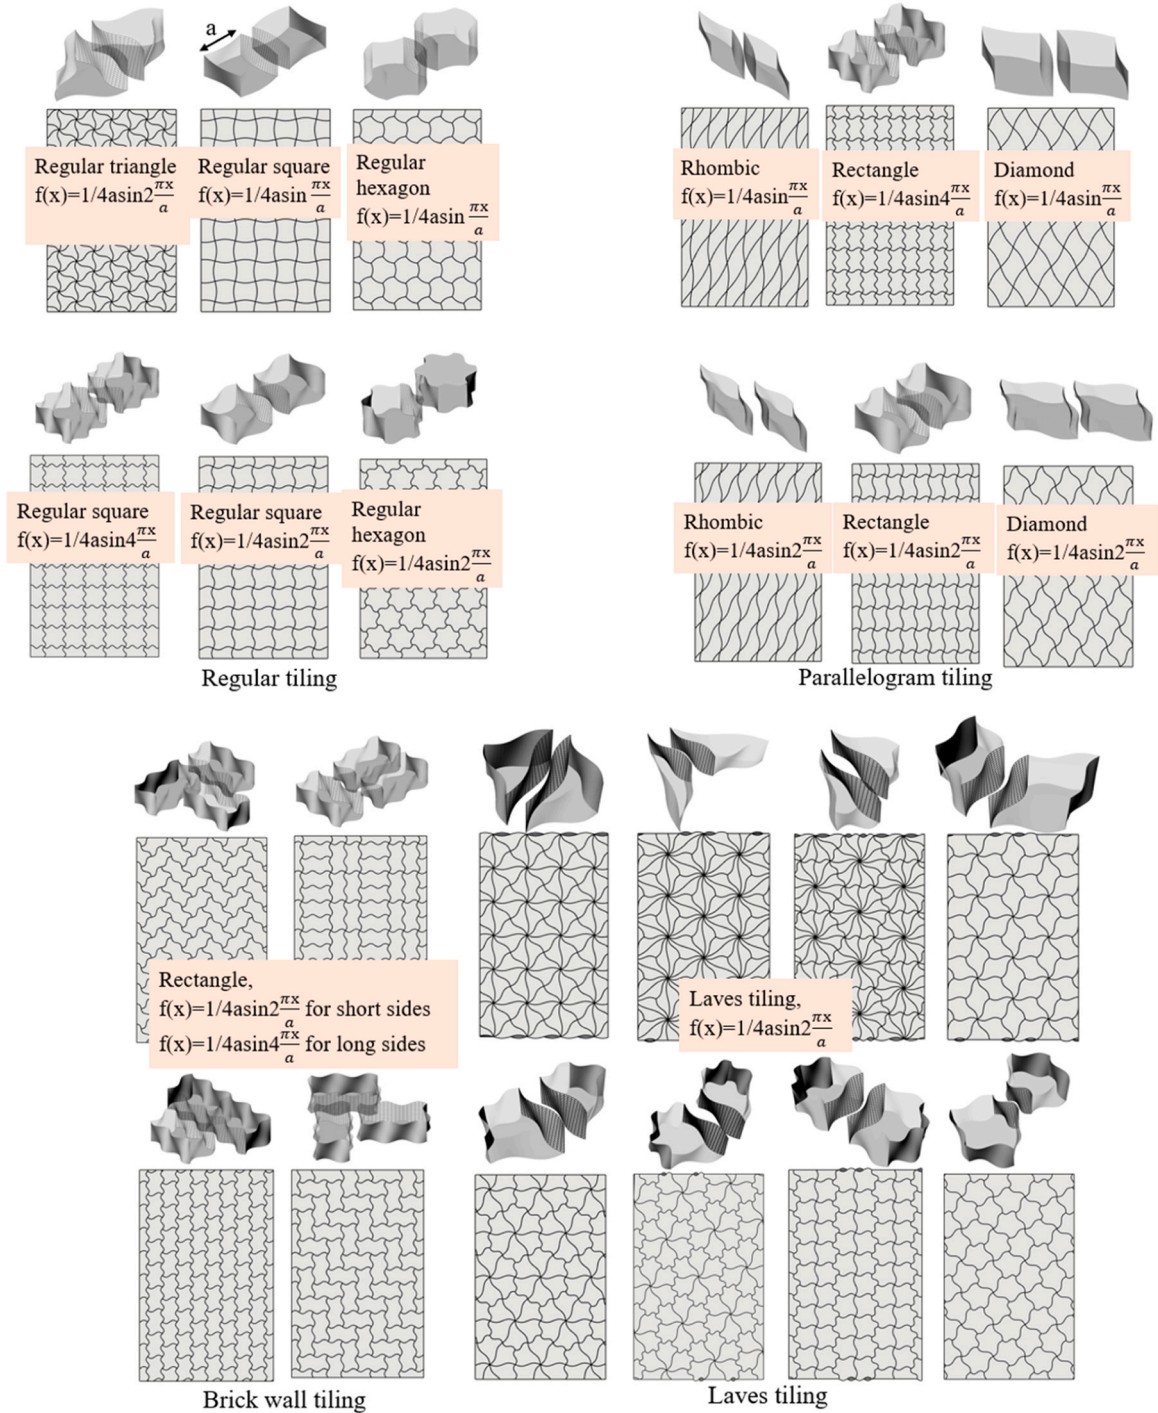 a
Regular triangle
f(x)=1/4asin2πx/a
Regular square
f(x)=1/4asin πx/a
Regular
hexagon
f(x)=1/4asin πx/a
Rhombic
f(x)=1/4asinπx/a
Rectangle
f(x)=1/4asin4πx/a
Diamond
f(x)=1/4asinπx/a
Regular square
f(x)=1/4asin4πx/a
Regular square
f(x)=1/4asin2πx/a
Regular
hexagon
f(x)=1/4asin2πx/a
Rhombic
f(x)=1/4asin2πx/a
Rectangle
f(x)=1/4asin2πx/a
Diamond
f(x)=1/4asin2πx/a
Regular tiling
Parallelogram tiling
Rectangle,
f(x)=1/4asin2πx/a for short sides
f(x)=1/4asin4πx/a for long sides
Laves tiling,
f(x)=1/4asin2πx/a
Brick wall tiling
Laves tiling